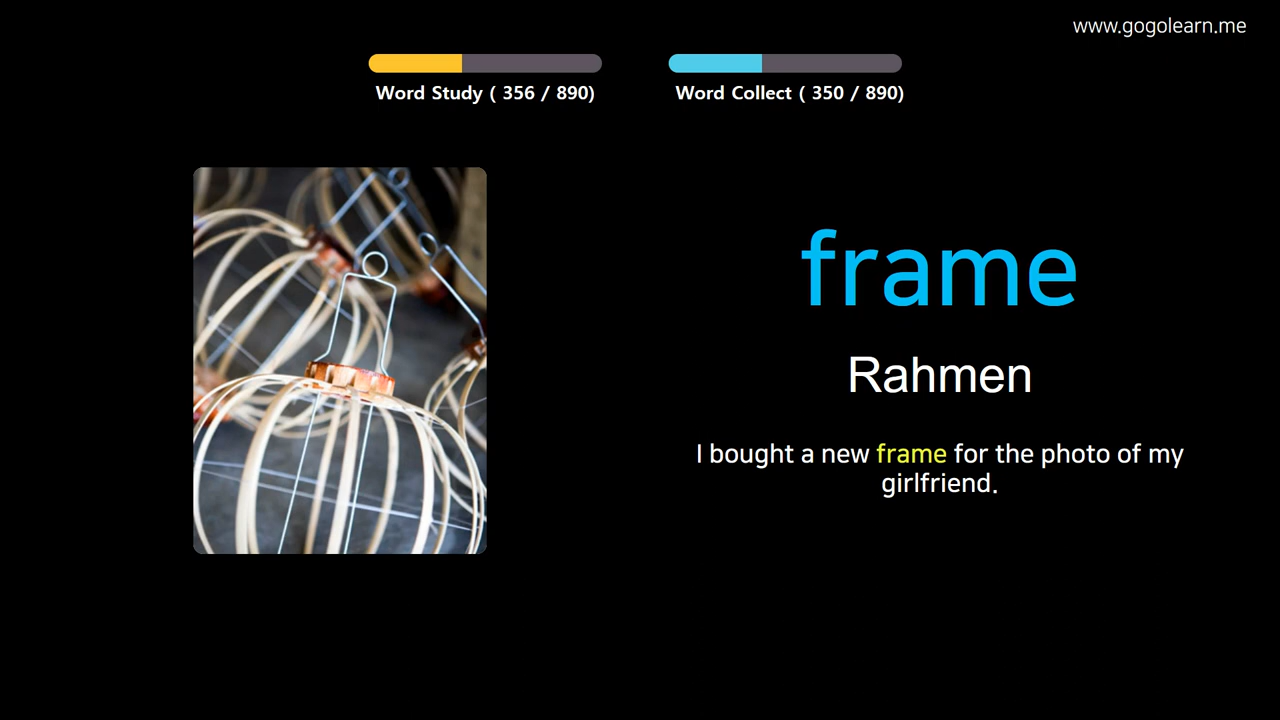 www.gogolearn.me
Word Study ( 356 / 890)
Word Collect ( 350 / 890)
frame
Rahmen
I bought a new frame for the photo of my
girlfriend.